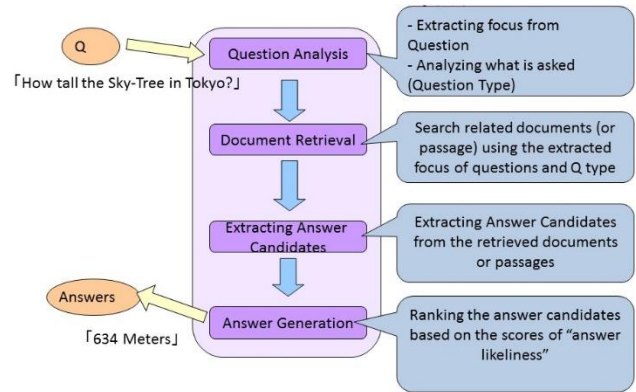 Q
「How tall the Sky-Tree in Tokyo?」
Question Analysis
- Extracting focus from
Question
- Analyzing what is asked
(Question Type)
Document Retrieval
Search related documents (or
passage) using the extracted
focus of questions and Q type
Extracting Answer
Candidates
Extracting Answer Candidates
from the retrieved documents
or passages
Answers
「634 Meters」
Answer Generation
Ranking the answer candidates
based on the scores of “answer
likeliness”